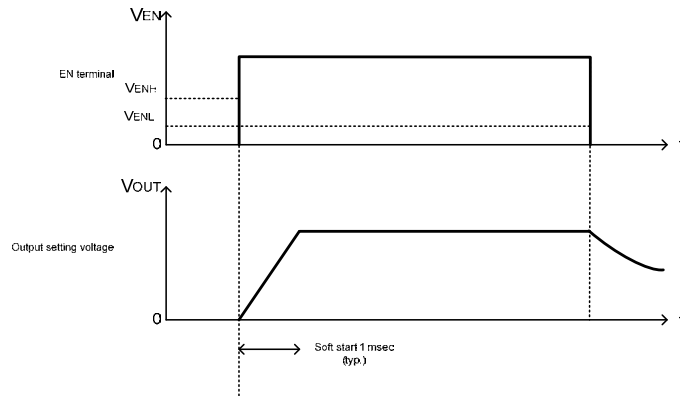 VEN
EN terminal
VENH
VENL
0
t
VOUT
Output setting voltage
0
t
Soft start 1 msec
(typ.)